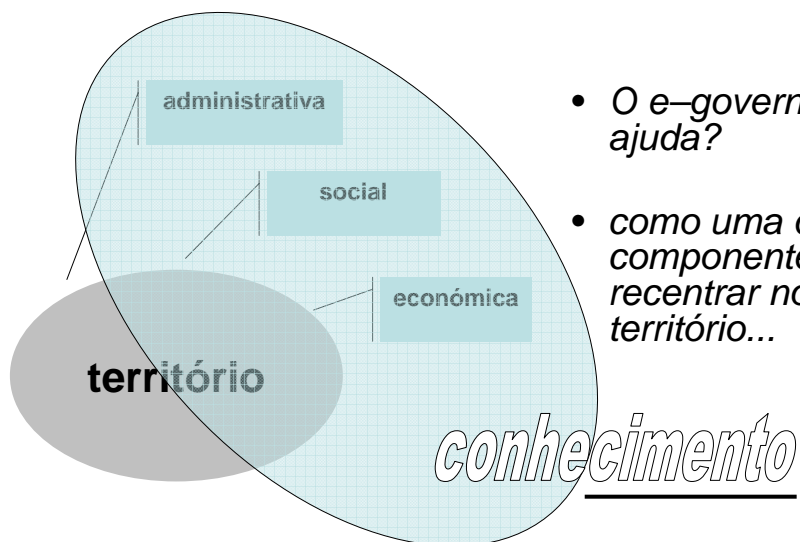 administrativa
social
económica
território
• O e–govern
ajuda?
• como uma
componente
recentrar no
território...
conhecimento